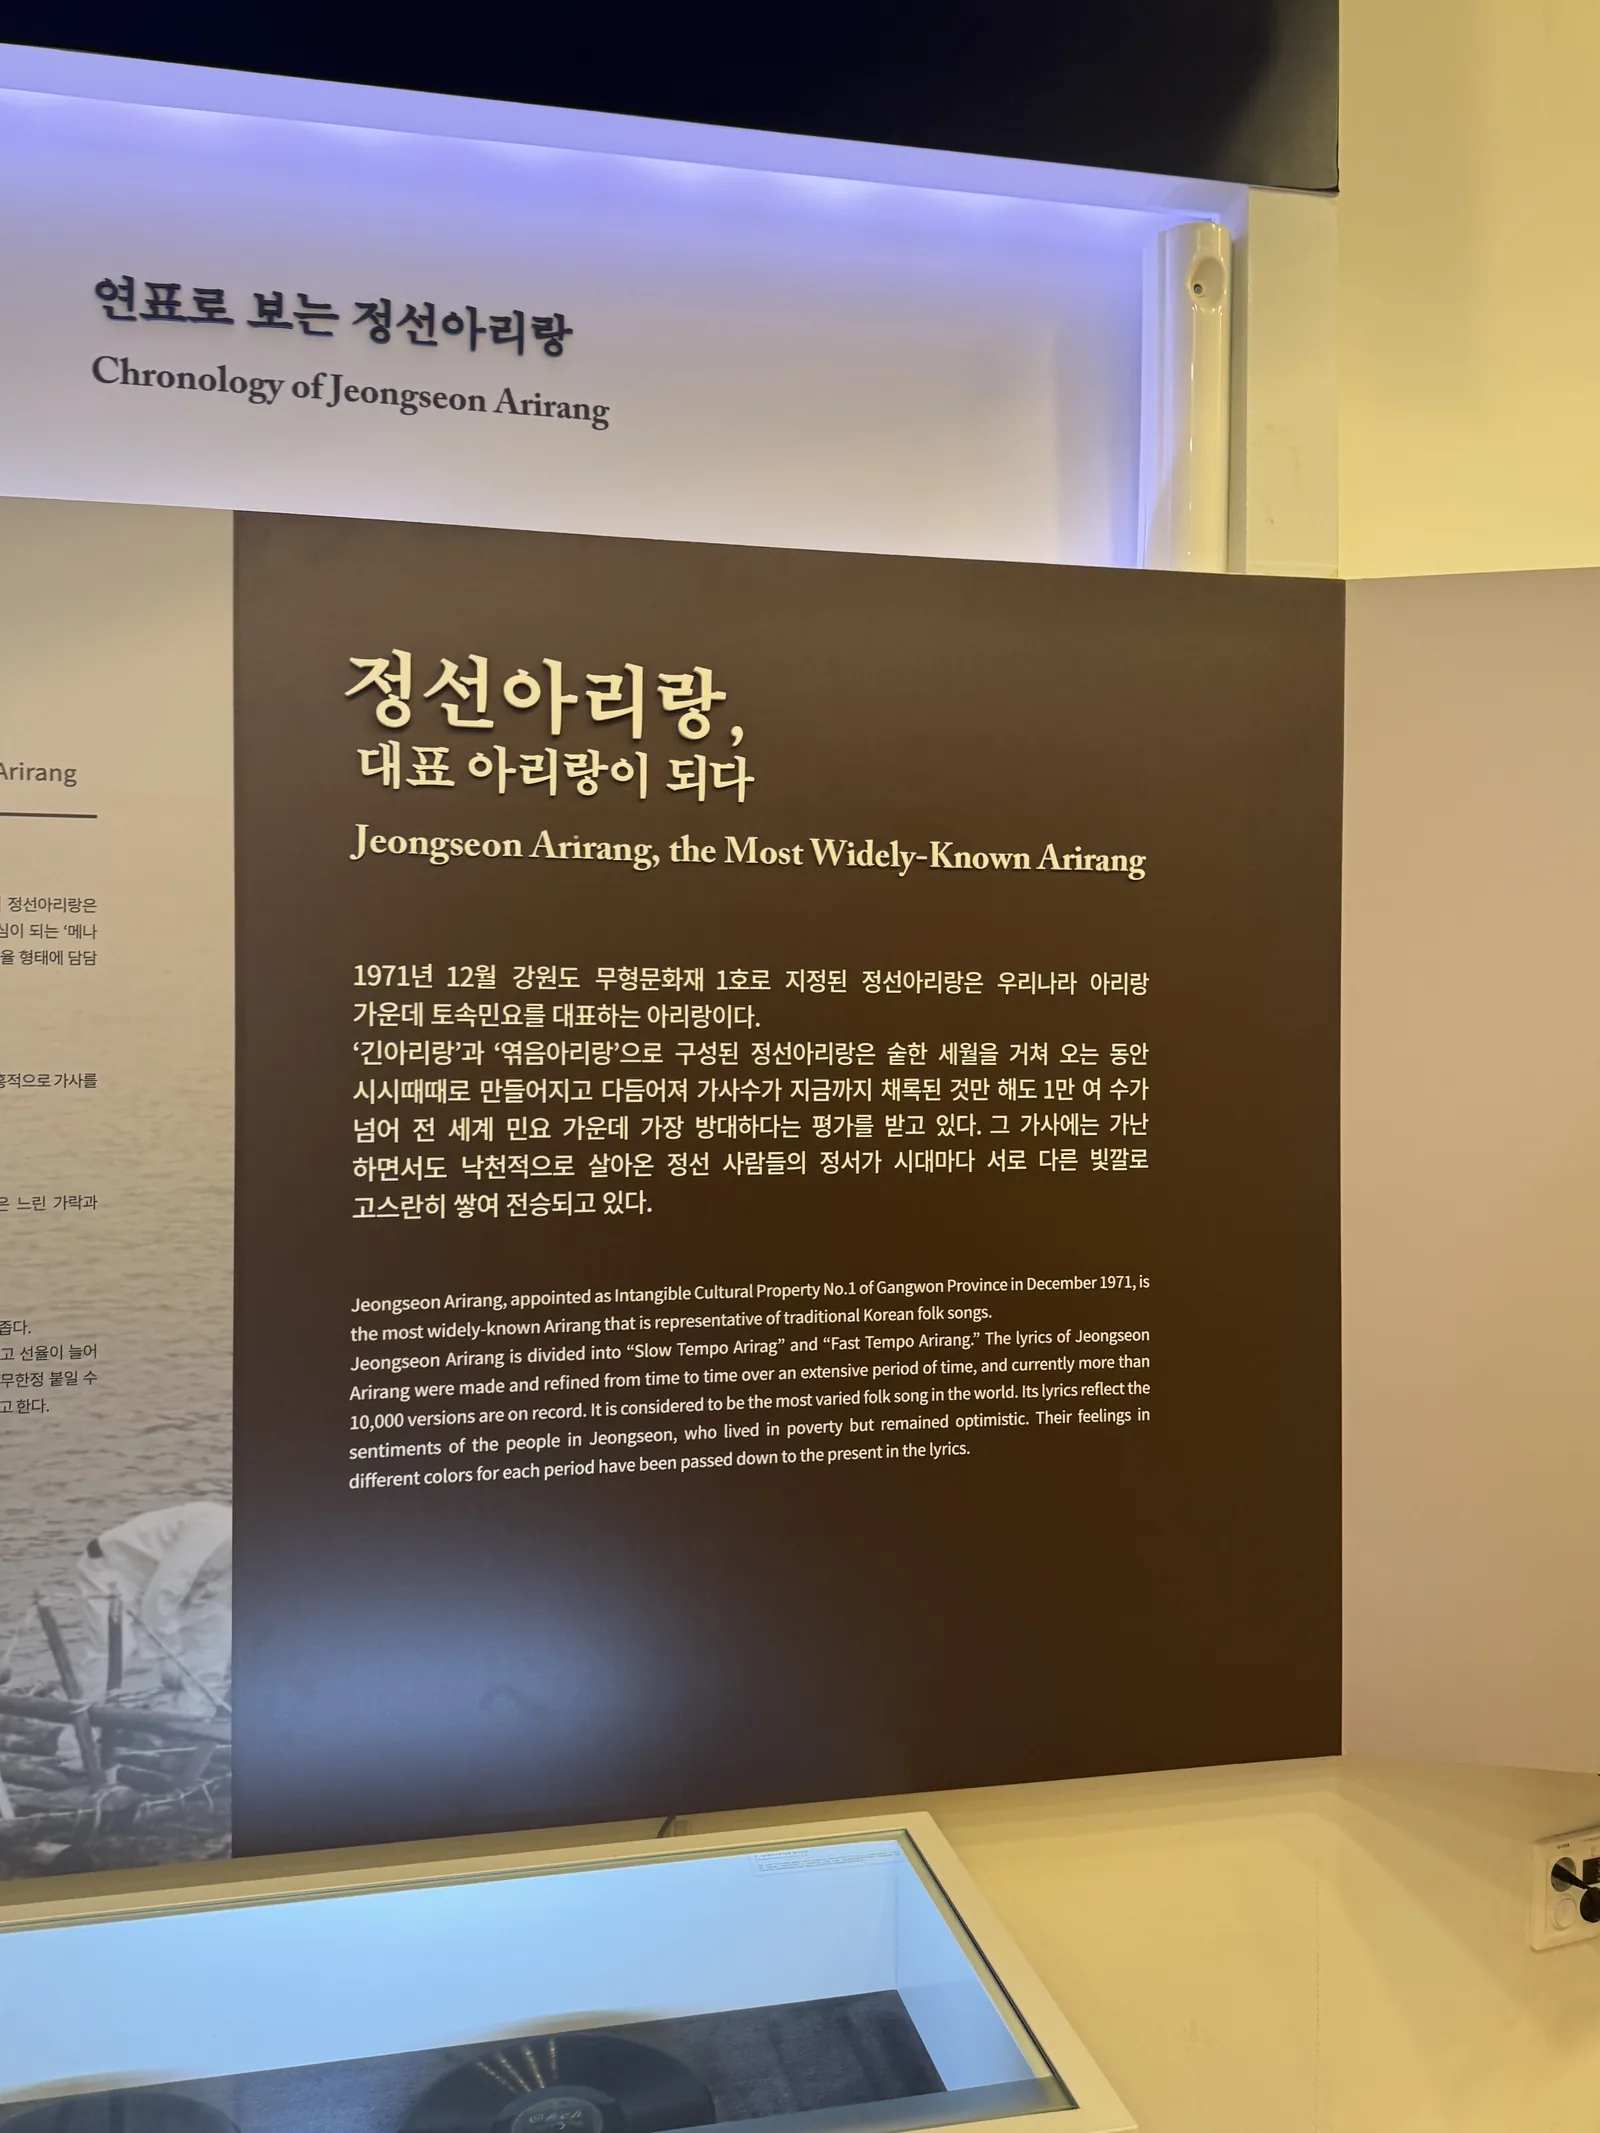 연표로 보는 정선아리랑
Chronology of Jeongseon Arirang
Arirang
정선아리랑은
심이 되는 ‘메나
율 형태에 담담
흥적으로 가사를
은 느린 가락과
좁다.
고 선율이 늘어
무한정 붙일 수
고 한다.
정선아리랑,
대표 아리랑이 되다
Jeongseon Arirang, the Most Widely-Known Arirang
1971년 12월 강원도 무형문화재 1호로 지정된 정선아리랑은 우리나라 아리랑
가운데 토속민요를 대표하는 아리랑이다.
‘긴아리랑’과 ‘엮음아리랑’으로 구성된 정선아리랑은 숱한 세월을 거쳐 오는 동안
시시때때로 만들어지고 다듬어져 가사수가 지금까지 채록된 것만 해도 1만 여 수가
넘어 전 세계 민요 가운데 가장 방대하다는 평가를 받고 있다. 그 가사에는 가난
하면서도 낙천적으로 살아온 정선 사람들의 정서가 시대마다 서로 다른 빛깔로
고스란히 쌓여 전승되고 있다.
Jeongseon Arirang, appointed as Intangible Cultural Property No.1 of Gangwon Province in December 1971, is
the most widely-known Arirang that is representative of traditional Korean folk songs.
Jeongseon Arirang is divided into “Slow Tempo Arirag” and “Fast Tempo Arirang.” The lyrics of Jeongseon
Arirang were made and refined from time to time over an extensive period of time, and currently more than
10,000 versions are on record. It is considered to be the most varied folk song in the world. Its lyrics reflect the
sentiments of the people in Jeongseon, who lived in poverty but remained optimistic. Their feelings in
different colors for each period have been passed down to the present in the lyrics.